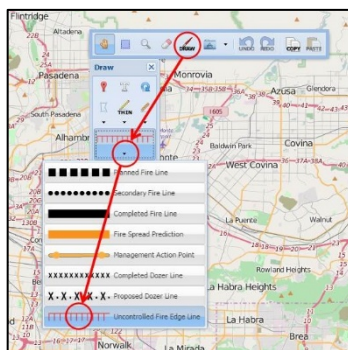 Flintridge
Altadena
DRAW
UNDO
REDO
COPY
PASTE
Pasadena
Draw
Monrovia
Azusa
Glendora
South Pasadena
THIN
1605
Alhambr
Baldwin Park
Covina
West Covina
Planned Fire Line
Secondary Fire Line
Completed Fire Line
La Puente
Walnut
Fire Spread Prediction
Management Action Point
XXXXXXXXXXXX Completed Dozer Line
Rowland Heights
X.X.X.X. Proposed Dozer Line
La Habra Heights
Uncontrolled Fire Edge Line
La Habra
Norwalk
La Mirada
Brea